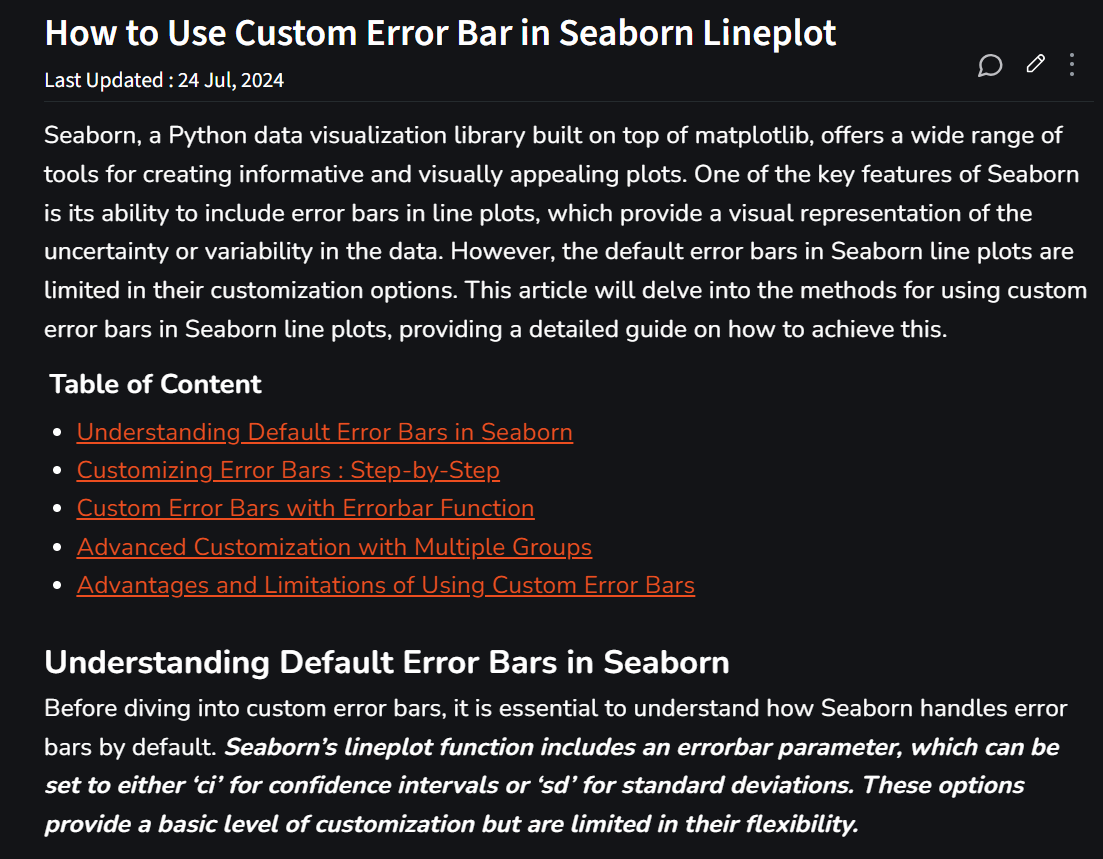 How to Use Custom Error Bar in Seaborn Lineplot
Last Updated : 24 Jul, 2024
Seaborn, a Python data visualization library built on top of matplotlib, offers a wide range of
tools for creating informative and visually appealing plots. One of the key features of Seaborn
is its ability to include error bars in line plots, which provide a visual representation of the
uncertainty or variability in the data. However, the default error bars in Seaborn line plots are
limited in their customization options. This article will delve into the methods for using custom
error bars in Seaborn line plots, providing a detailed guide on how to achieve this.
Table of Content
Understanding Default Error Bars in Seaborn
Customizing Error Bars : Step-by-Step
Custom Error Bars with Errorbar Function
Advanced Customization with Multiple Groups
Advantages and Limitations of Using Custom Error Bars
Understanding Default Error Bars in Seaborn
Before diving into custom error bars, it is essential to understand how Seaborn handles error
bars by default. Seaborn’s lineplot function includes an errorbar parameter, which can be
set to either ‘ci’ for confidence intervals or ‘sd’ for standard deviations. These options
provide a basic level of customization but are limited in their flexibility.